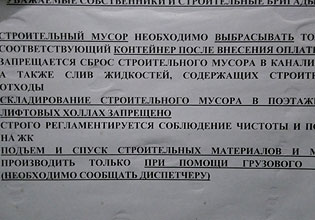 УВАЖАЕМЫЕ СОБСТВЕННИКИ И СТРОИТЕЛЬНЫЕ БРИГАДЫ
СТРОИТЕЛЬНЫЙ МУСОР НЕОБХОДИМО ВЫБРАСЫВАТЬ ТО
СООТВЕТСТВУЮЩИЙ КОНТЕЙНЕР ПОСЛЕ ВНЕСЕНИЯ ОПЛАТ
ЗАПРЕЩАЕТСЯ СБРОС СТРОИТЕЛЬНОГО МУСОРА В КАНАЛИ
А ТАКЖЕ СЛИВ ЖИДКОСТЕЙ, СОДЕРЖАЩИХ СТРОИТЕ
ОТХОДЫ
СКЛАДИРОВАНИЕ СТРОИТЕЛЬНОГО МУСОРА В ПОЭТАЖ
ЛИФТОВЫХ ХОЛЛАХ ЗАПРЕЩЕНО
СТРОГО РЕГЛАМЕНТИРУЕТСЯ СОБЛЮДЕНИЕ ЧИСТОТЫ И ПО
НА ЖК
ПОДЪЕМ И СПУСК СТРОИТЕЛЬНЫХ МАТЕРИАЛОВ И М
ПРОИЗВОДИТЬ ТОЛЬКО ПРИ ПОМОЩИ ГРУЗОВОГО
(НЕОБХОДИМО СООБЩАТЬ ДИСПЕТЧЕРУ)